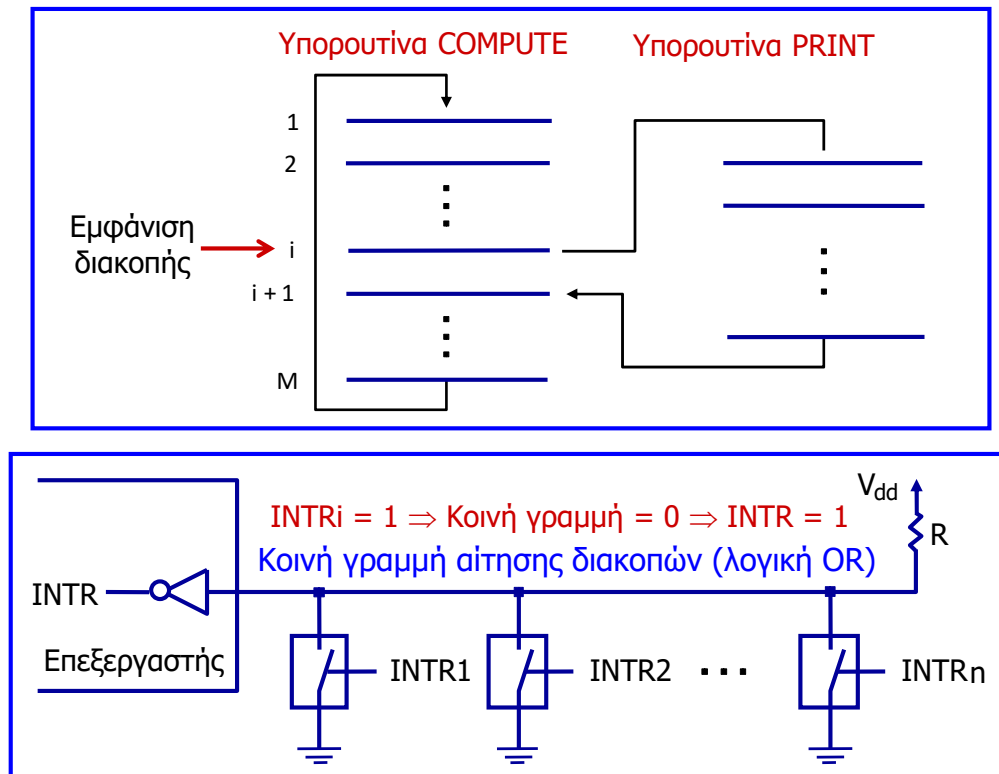 Υπορουτίνα COMPUTE
Υπορουτίνα PRINT
1
2
Εμφάνιση
διακοπής
i
i + 1
M
Vdd
INTRi = 1 ⇒ Κοινή γραμμή = 0 ⇒ INTR = 1
R
Κοινή γραμμή αίτησης διακοπών (λογική OR)
INTR
Επεξεργαστής
INTR1
INTR2
INTRn